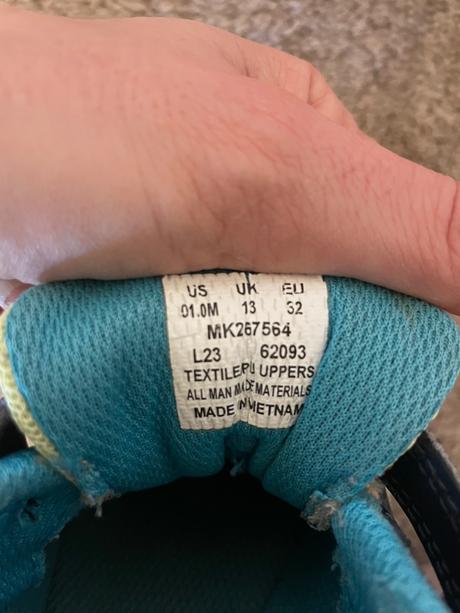 US UK EU
01.0M 13 32
MK267564
L23 62093
TEXTILE/PU UPPERS
ALL MAN MADE MATERIALS
MADE IN VIETNAM